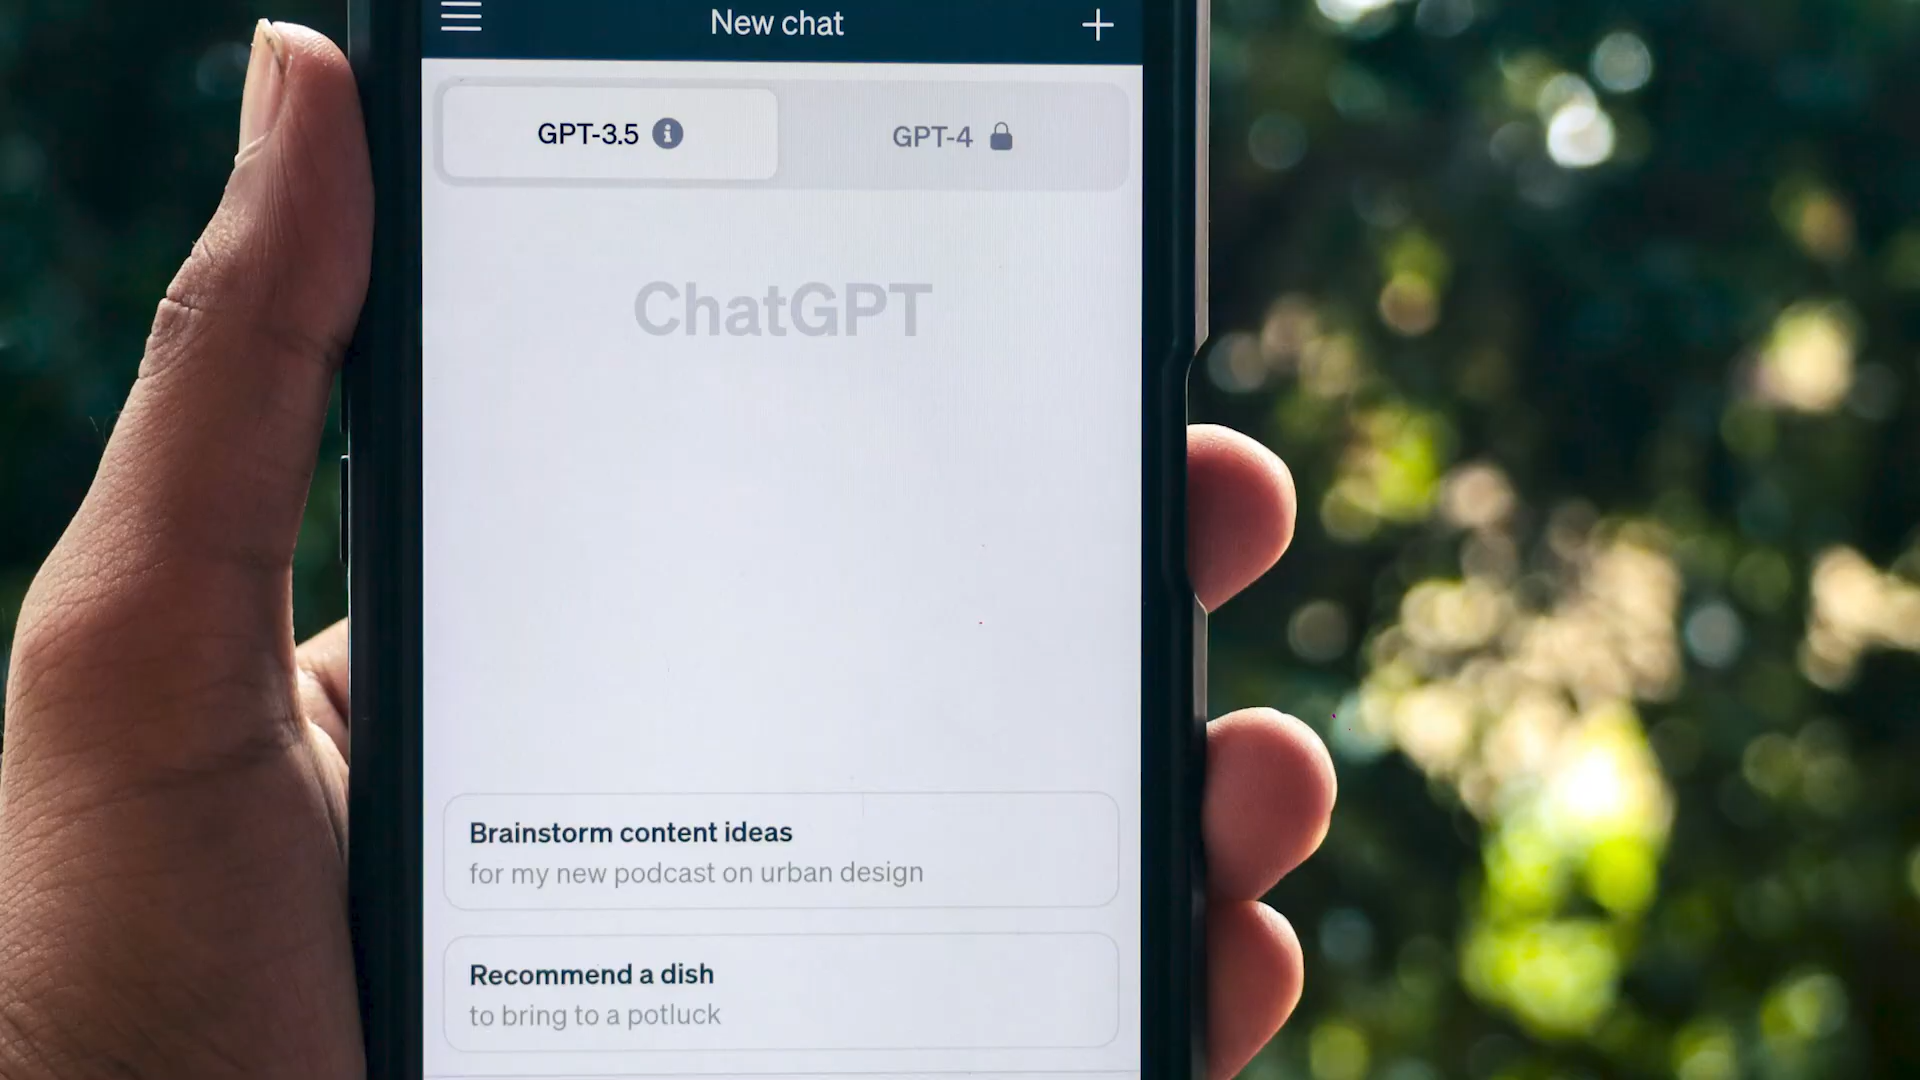 New chat
GPT-3.5
GPT-4
ChatGPT
Brainstorm content ideas
for my new podcast on urban design
Recommend a dish
to bring to a potluck